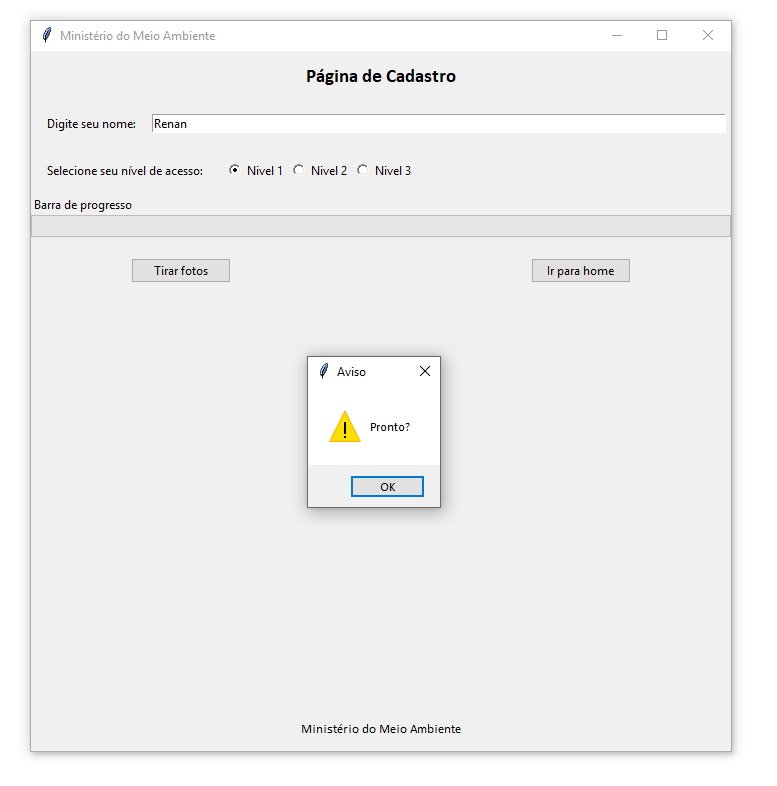 Ministério do Meio Ambiente
Página de Cadastro
Digite seu nome: Renan
Selecione seu nível de acesso: Nivel 1 Nivel 2 Nivel 3
Barra de progresso
Tirar fotos Ir para home
Aviso
Pronto?
OK
Ministério do Meio Ambiente